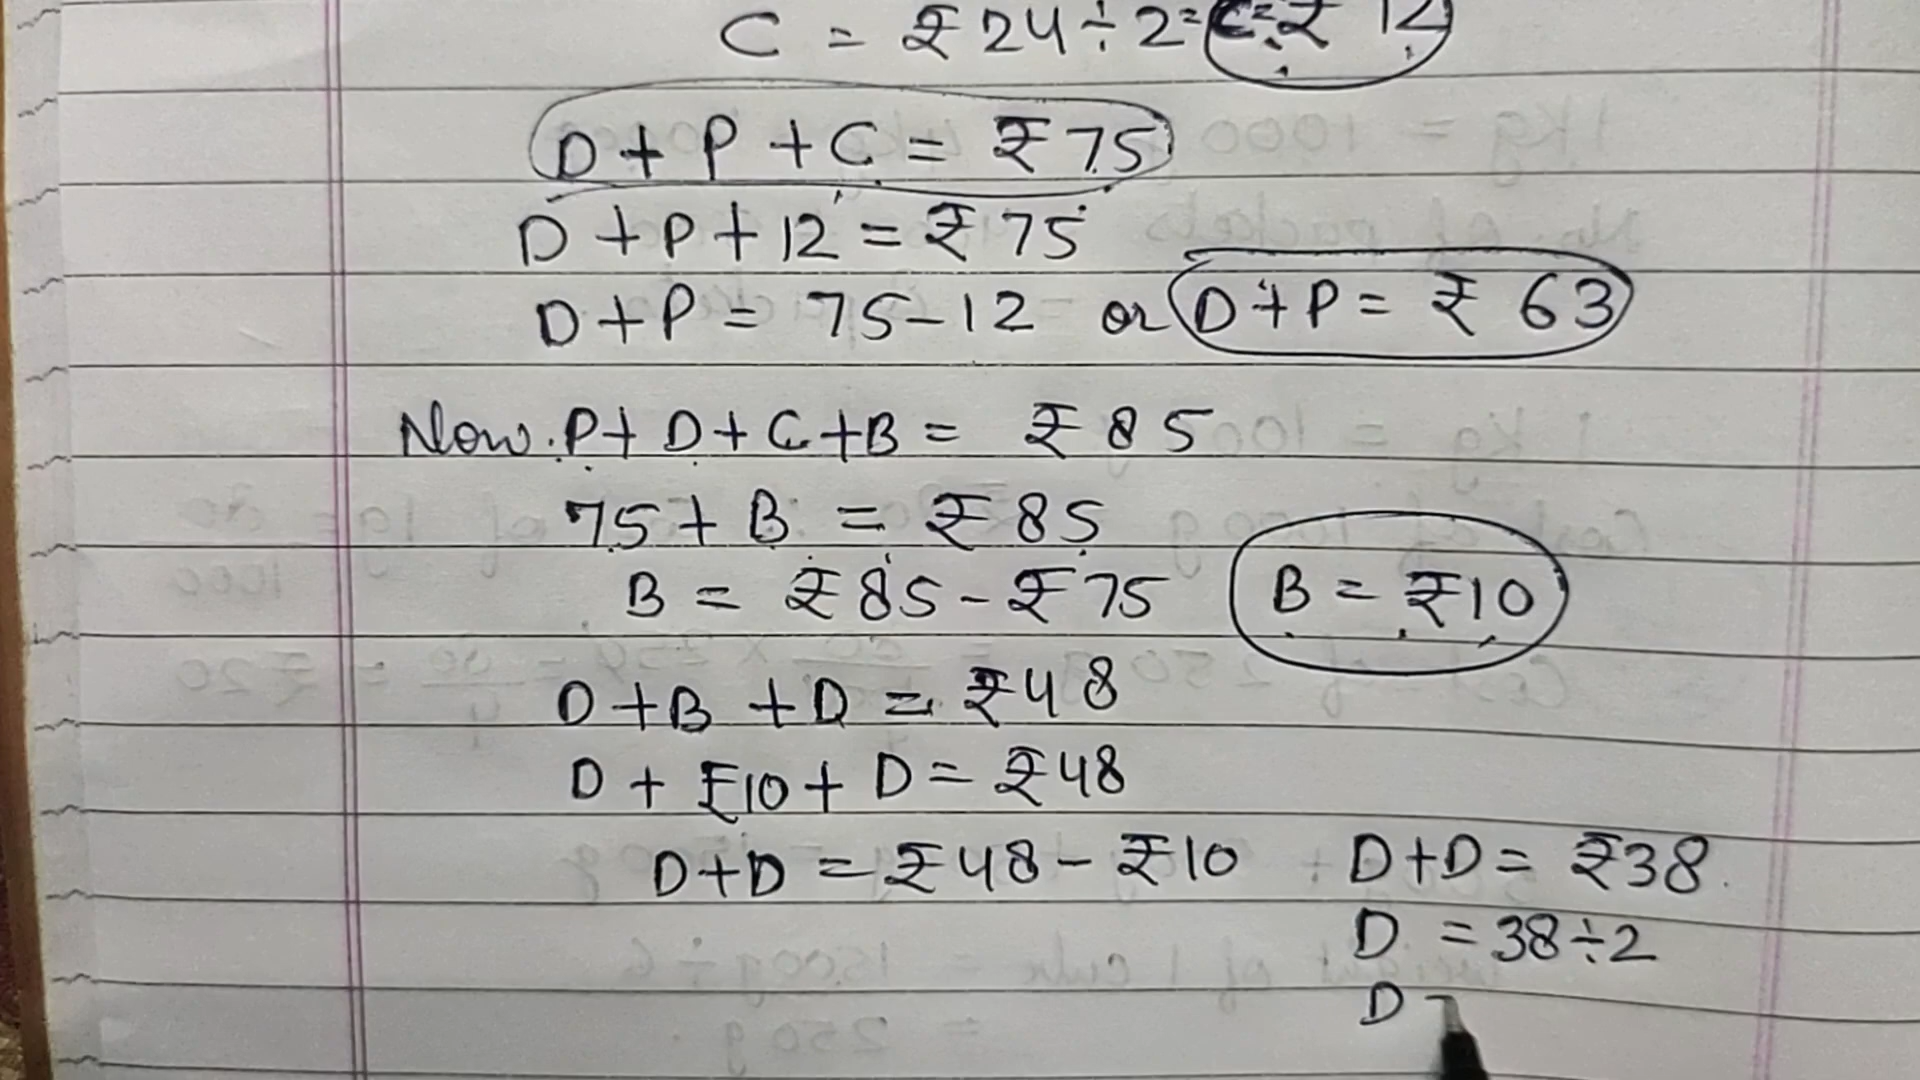 C = ₹24÷2= C=₹ 12
D + P + C = ₹75
D + P + 12 = ₹75
D + P = 75-12 or D+P = ₹ 63
Now P+D+C+B = ₹85
75 + B = ₹85
B = ₹85 - ₹75 B = ₹10
D + B + D = ₹48
D + ₹10 + D = ₹48
D+D = ₹48 - ₹10 D+D = ₹38
D = 38÷2
D